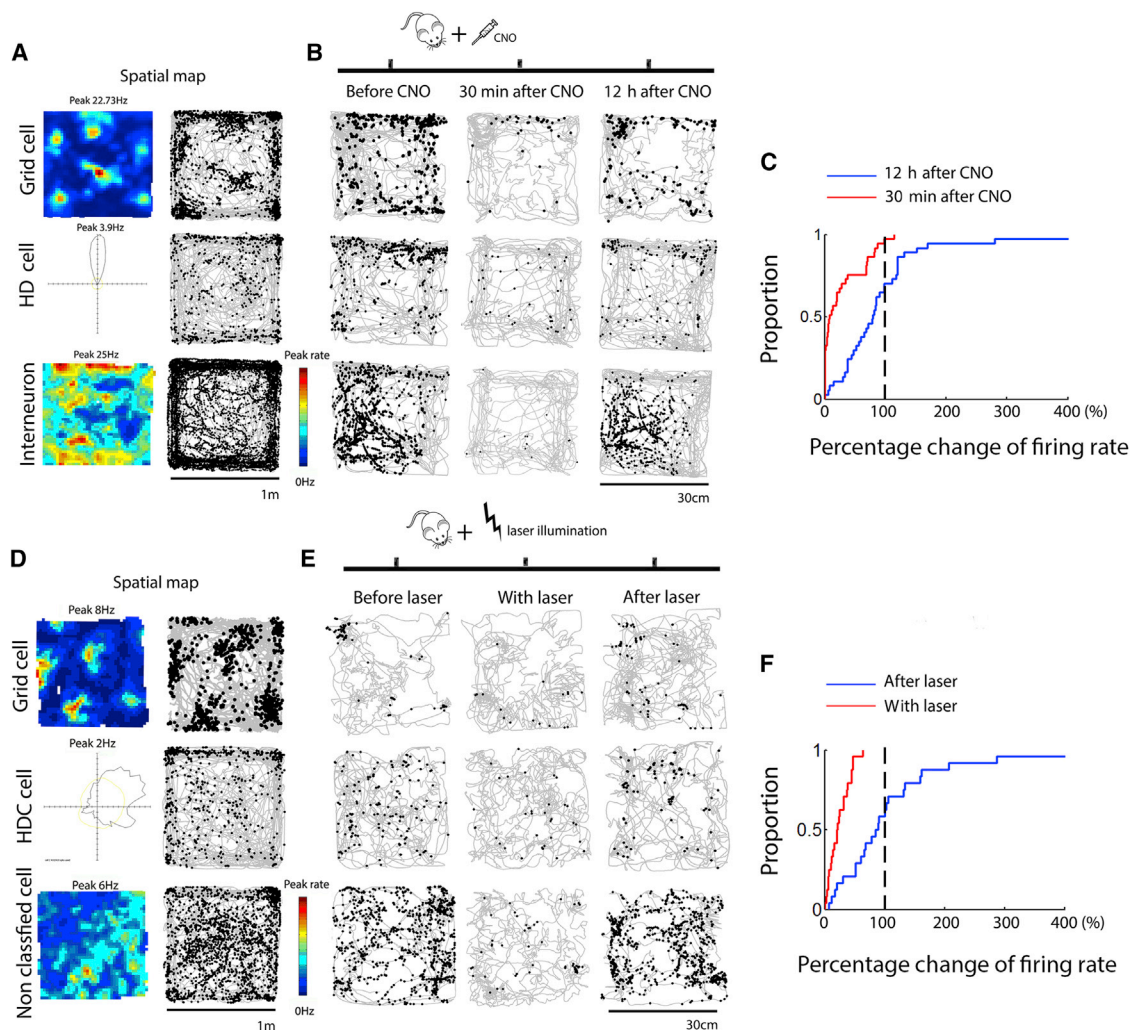 CNO
A
B
Spatial map
Before CNO
30 min after CNO
12 h after CNO
Peak 22.73Hz
Grid cell
C
12 h after CNO
30 min after CNO
Peak 3.9Hz
HD cell
1
0.5
0
Proportion
0
100
200
300
400 (%)
Percentage change of firing rate
Peak 25Hz
Interneuron
Peak rate
0Hz
1m
30cm
laser illumination
D
E
Spatial map
Before laser
With laser
After laser
Peak 8Hz
Grid cell
F
After laser
With laser
Peak 2Hz
HDC cell
1
0.5
0
Proportion
0
100
200
300
400 (%)
Percentage change of firing rate
Peak 6Hz
Non classfied cell
Peak rate
0Hz
1m
30cm